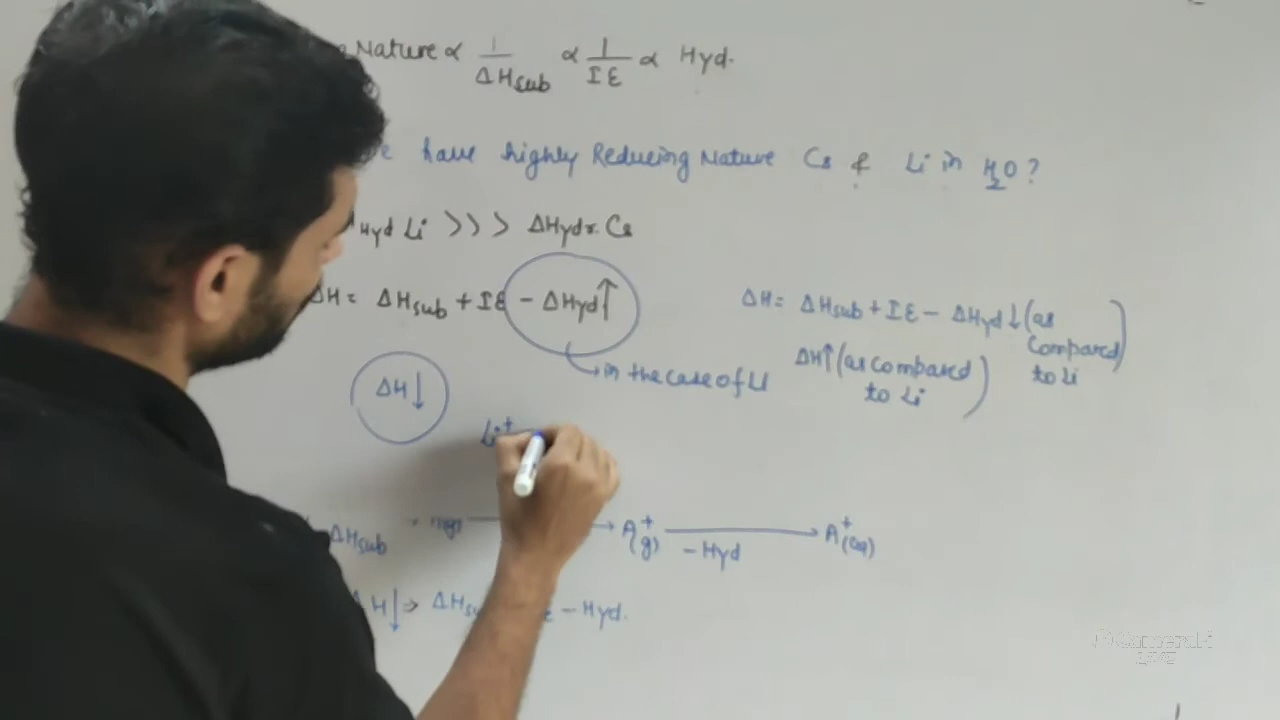 Nature ∝ 1/ΔHsub ∝ 1/IE ∝ Hyd.
have highly Reducing Nature Cs & Li in H2O?
Hyd Li >>> ΔHydr. Cs
ΔH = ΔHsub + IE - ΔHyd↑
in the case of Li
ΔH↓
ΔH = ΔHsub + IE - ΔHyd↓ (as compared to Li)
ΔH↑ (as compared to Li)
Li+
ΔHsub → A+(g) → A+(aq)
- Hyd
ΔH↓ ⇒ - Hyd.